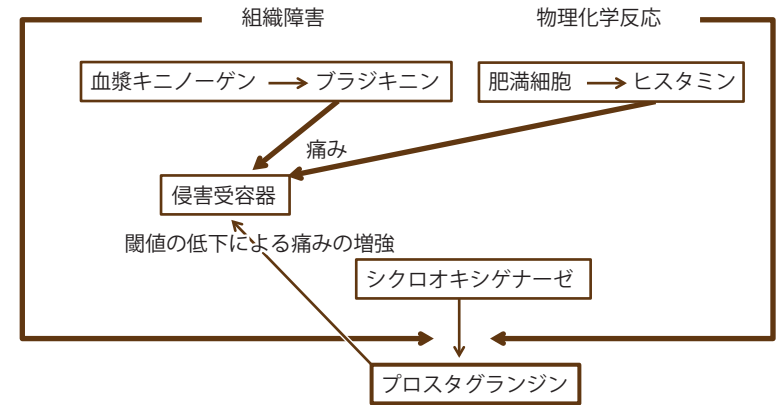 組織障害
物理化学反応
血漿キニノーゲン → ブラジキニン
肥満細胞 → ヒスタミン
痛み
侵害受容器
閾値の低下による痛みの増強
シクロオキシゲナーゼ
プロスタグランジン